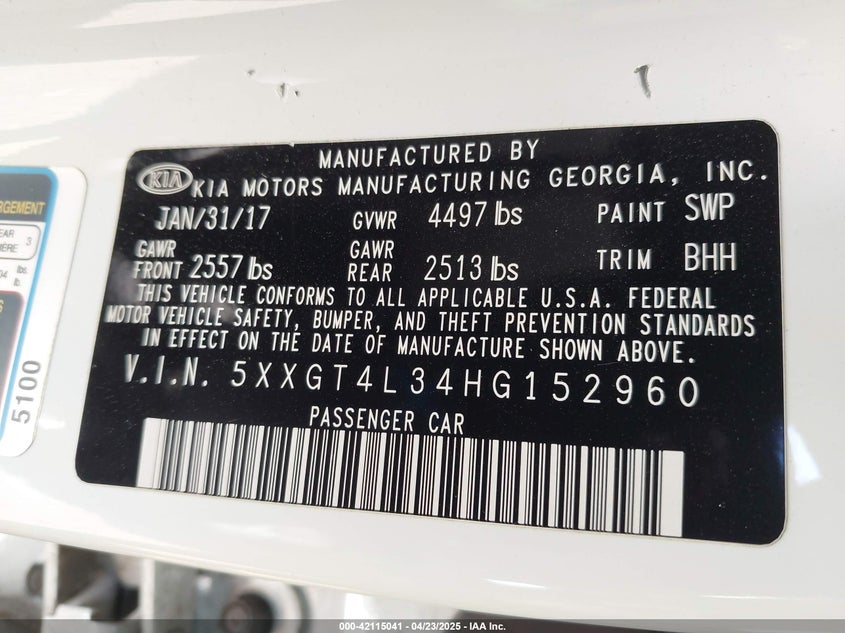 MANUFACTURED BY
KIA KIA MOTORS MANUFACTURING GEORGIA, INC.
JAN/31/17 GVWR 4497 lbs PAINT SWP
GAWR FRONT 2557 lbs GAWR REAR 2513 lbs TRIM BHH
THIS VEHICLE CONFORMS TO ALL APPLICABLE U.S.A. FEDERAL
MOTOR VEHICLE SAFETY, BUMPER, AND THEFT PREVENTION STANDARDS
IN EFFECT ON THE DATE OF MANUFACTURE SHOWN ABOVE.
V.I.N. 5XXGT4L34HG152960
PASSENGER CAR
3
lbs.
5100
000-42115041 - 04/23/2025 - IAA Inc.